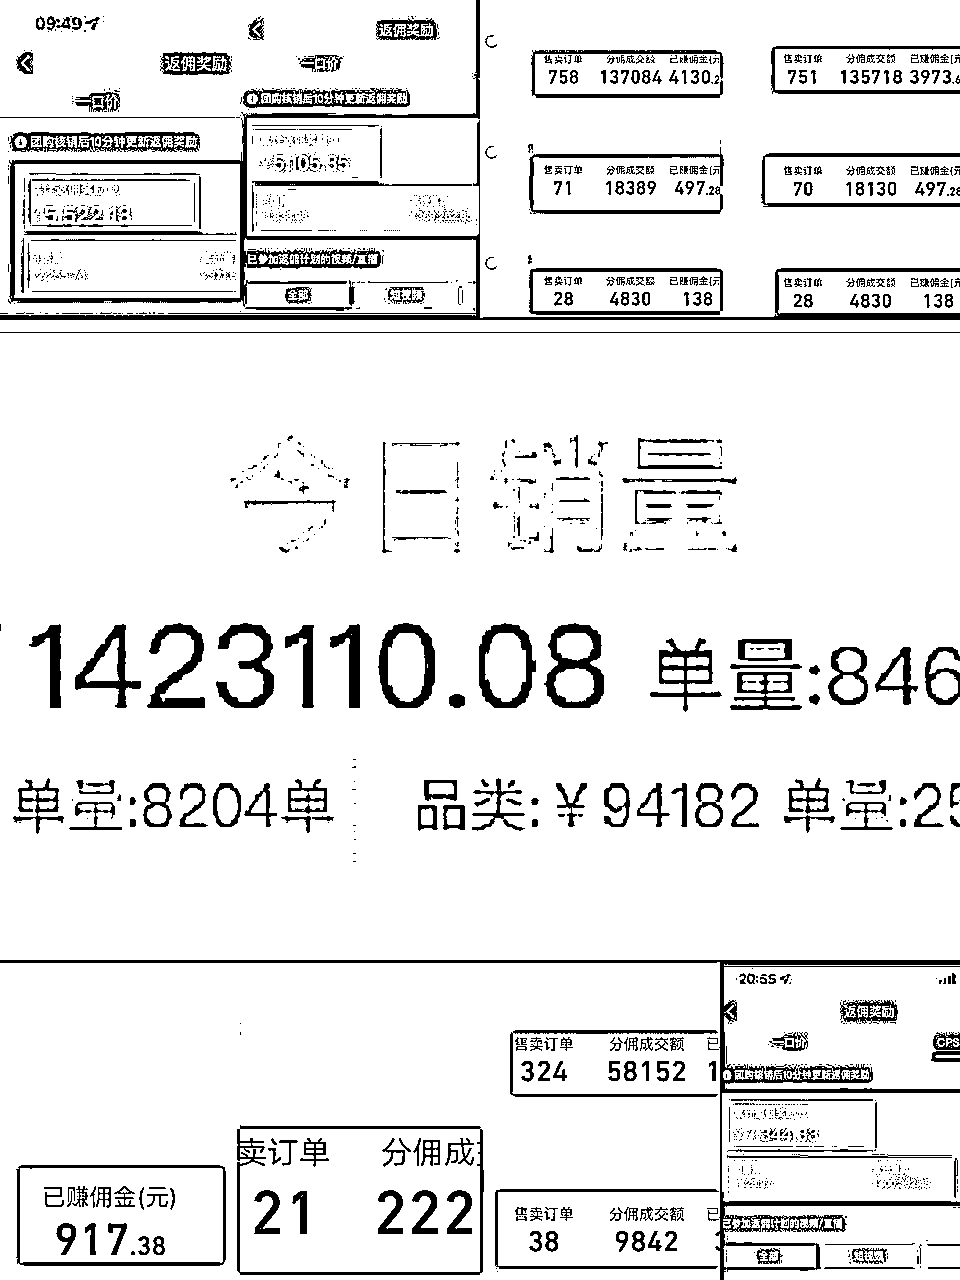 09:49
返佣奖励
一口价
团购核销后10分钟更新返佣奖励
返佣奖励
一口价
团购核销后10分钟更新返佣奖励
5,105.85
已参加返佣计划的视频/直播
全部 短视频
售卖订单 分佣成交额 已赚佣金(元
758 137084 4130.2
售卖订单 分佣成交额 已赚佣金(元
751 135718 3973.6
售卖订单 分佣成交额 已赚佣金(元
71 18389 497.28
售卖订单 分佣成交额 已赚佣金(元
70 18130 497.28
售卖订单 分佣成交额 已赚佣金(元
28 4830 138
售卖订单 分佣成交额 已赚佣金(元
28 4830 138
今日销量
1423110.08 单量:846
单量:8204单 品类:¥94182 单量:25
已赚佣金(元)
917.38
卖订单 分佣成
21 222
售卖订单 分佣成交额 已
324 58152 1
售卖订单 分佣成交额 已
38 9842
20:55
返佣奖励
一口价 CPS
团购核销后10分钟更新返佣奖励
已参加返佣计划的视频/直播
全部 短视频